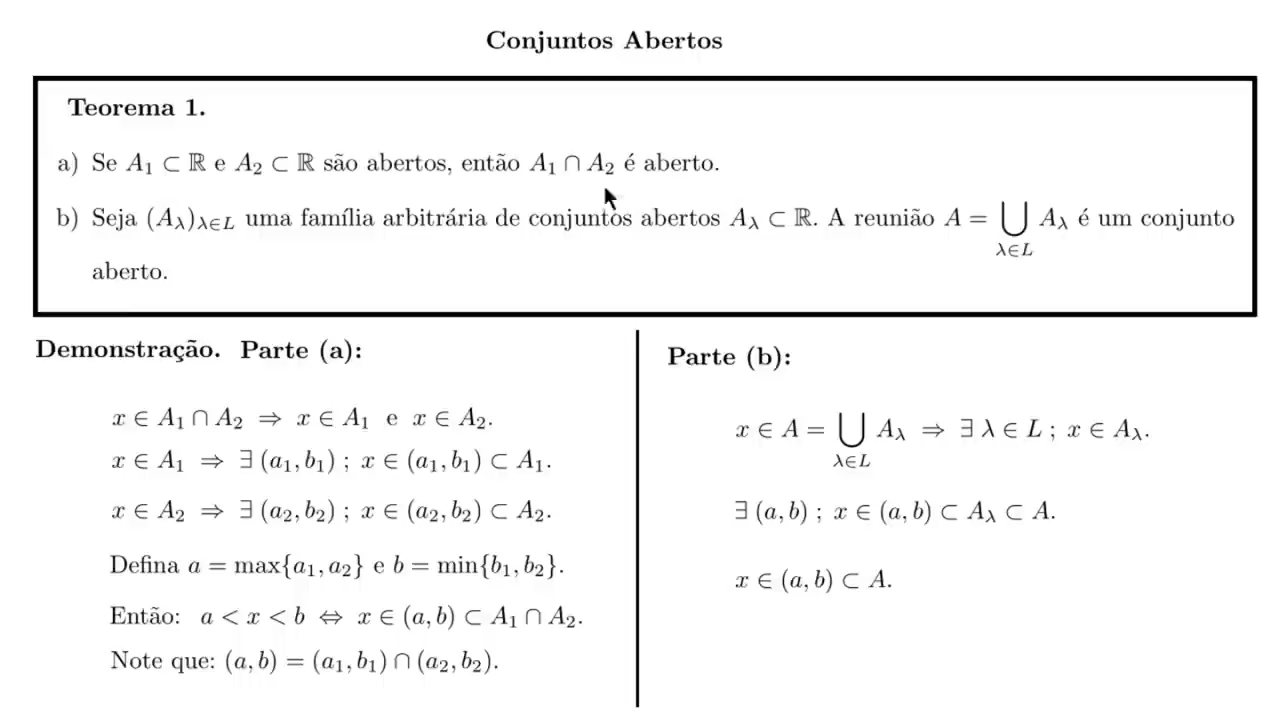 Conjuntos Abertos
Teorema 1.
a) Se A₁ ⊂ ℝ e A₂ ⊂ ℝ são abertos, então A₁ ∩ A₂ é aberto.
b) Seja (A_λ)_{λ∈L} uma família arbitrária de conjuntos abertos A_λ ⊂ ℝ. A reunião A = ⋃_{λ∈L} A_λ é um conjunto
aberto.
Demonstração. Parte (a):
x ∈ A₁ ∩ A₂ ⇒ x ∈ A₁ e x ∈ A₂.
x ∈ A₁ ⇒ ∃ (a₁, b₁) ; x ∈ (a₁, b₁) ⊂ A₁.
x ∈ A₂ ⇒ ∃ (a₂, b₂) ; x ∈ (a₂, b₂) ⊂ A₂.
Defina a = max{a₁, a₂} e b = min{b₁, b₂}.
Então: a < x < b ⇔ x ∈ (a, b) ⊂ A₁ ∩ A₂.
Note que: (a, b) = (a₁, b₁) ∩ (a₂, b₂).
Parte (b):
x ∈ A = ⋃_{λ∈L} A_λ ⇒ ∃ λ ∈ L ; x ∈ A_λ.
∃ (a, b) ; x ∈ (a, b) ⊂ A_λ ⊂ A.
x ∈ (a, b) ⊂ A.